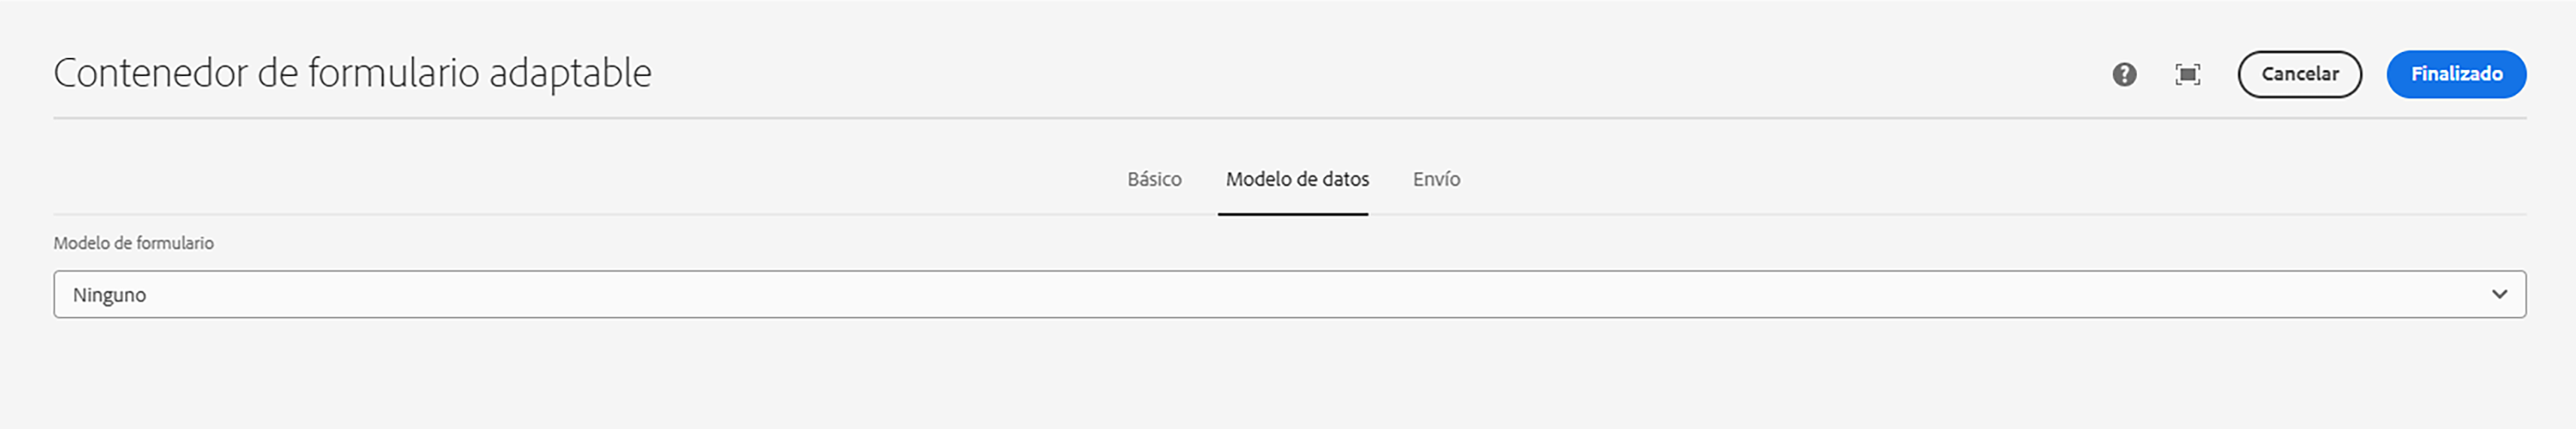 Contenedor de formulario adaptable
Cancelar
Finalizado
Básico
Modelo de datos
Envío
Modelo de formulario
Ninguno